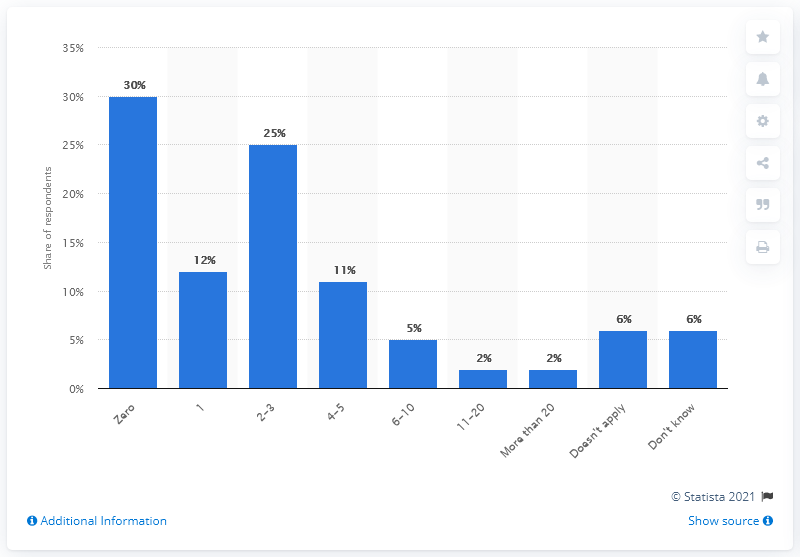 35%
30%
25%
20%
15%
10%
5%
0%
Share of respondents
30%
12%
25%
11%
5%
2%
2%
6%
6%
Zero
1
2–3
4–5
6–10
11–20
More than 20
Doesn't apply
Don't know
© Statista 2021
Additional Information
Show source